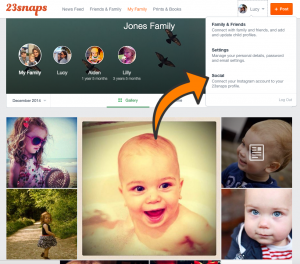 23snaps
News Feed Friends & Family My Family Prints & Books
Lucy
+ Post
Jones Family
My Family
Lucy
Aiden
1 year 0 months
Lilly
5 years 0 months
Family & Friends
Connect with family and friends, and add
and update child profiles.
Settings
Manage your personal details, password
and email settings.
Social
Connect your Instagram account to your
23snaps profile.
Log Out
December 2014
Gallery